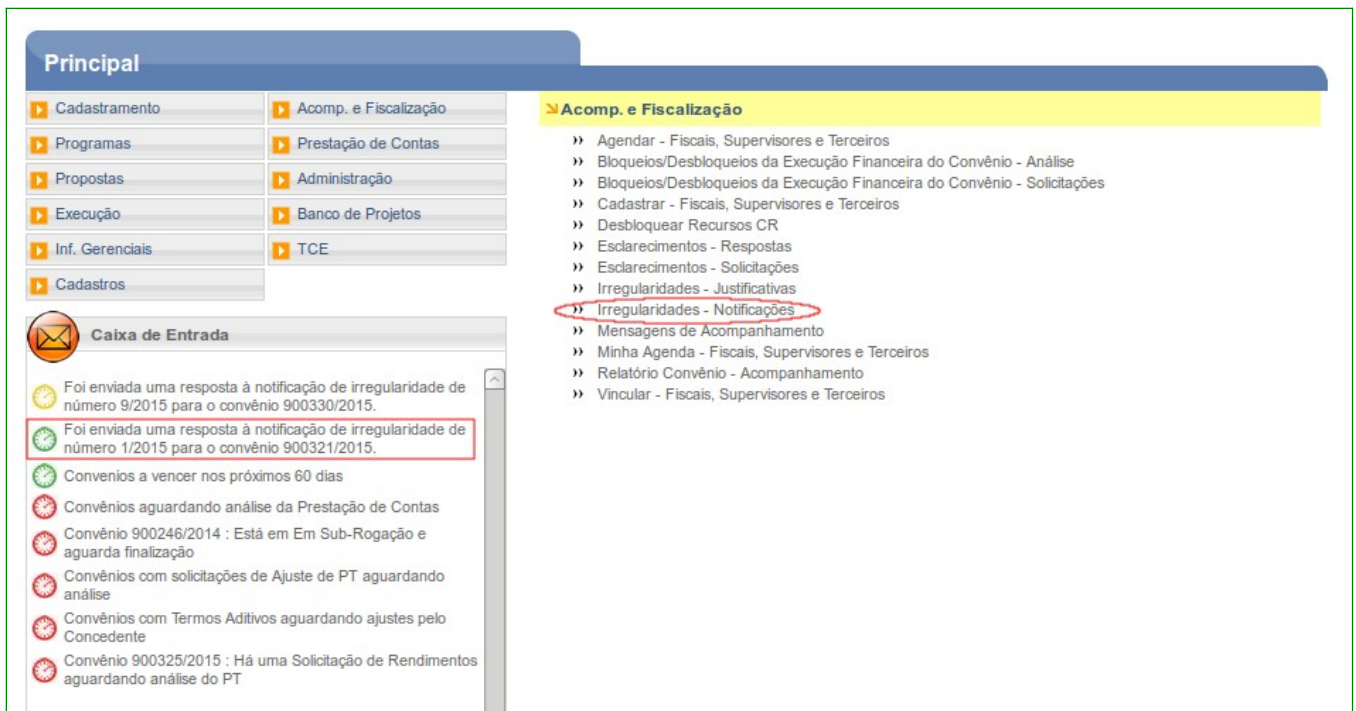 Principal
Cadastramento
Acomp. e Fiscalização
Programas
Prestação de Contas
Propostas
Administração
Execução
Banco de Projetos
Inf. Gerenciais
TCE
Cadastros
Caixa de Entrada
Foi enviada uma resposta à notificação de irregularidade de
número 9/2015 para o convênio 900330/2015.
Foi enviada uma resposta à notificação de irregularidade de
número 1/2015 para o convênio 900321/2015.
Convenios a vencer nos próximos 60 dias
Convênios aguardando análise da Prestação de Contas
Convênio 900246/2014 : Está em Em Sub-Rogação e
aguarda finalização
Convênios com solicitações de Ajuste de PT aguardando
análise
Convênios com Termos Aditivos aguardando ajustes pelo
Concedente
Convênio 900325/2015 : Há uma Solicitação de Rendimentos
aguardando análise do PT
Acomp. e Fiscalização
Agendar - Fiscais, Supervisores e Terceiros
Bloqueios/Desbloqueios da Execução Financeira do Convênio - Análise
Bloqueios/Desbloqueios da Execução Financeira do Convênio - Solicitações
Cadastrar - Fiscais, Supervisores e Terceiros
Desbloquear Recursos CR
Esclarecimentos - Respostas
Esclarecimentos - Solicitações
Irregularidades - Justificativas
Irregularidades - Notificações
Mensagens de Acompanhamento
Minha Agenda - Fiscais, Supervisores e Terceiros
Relatório Convênio - Acompanhamento
Vincular - Fiscais, Supervisores e Terceiros